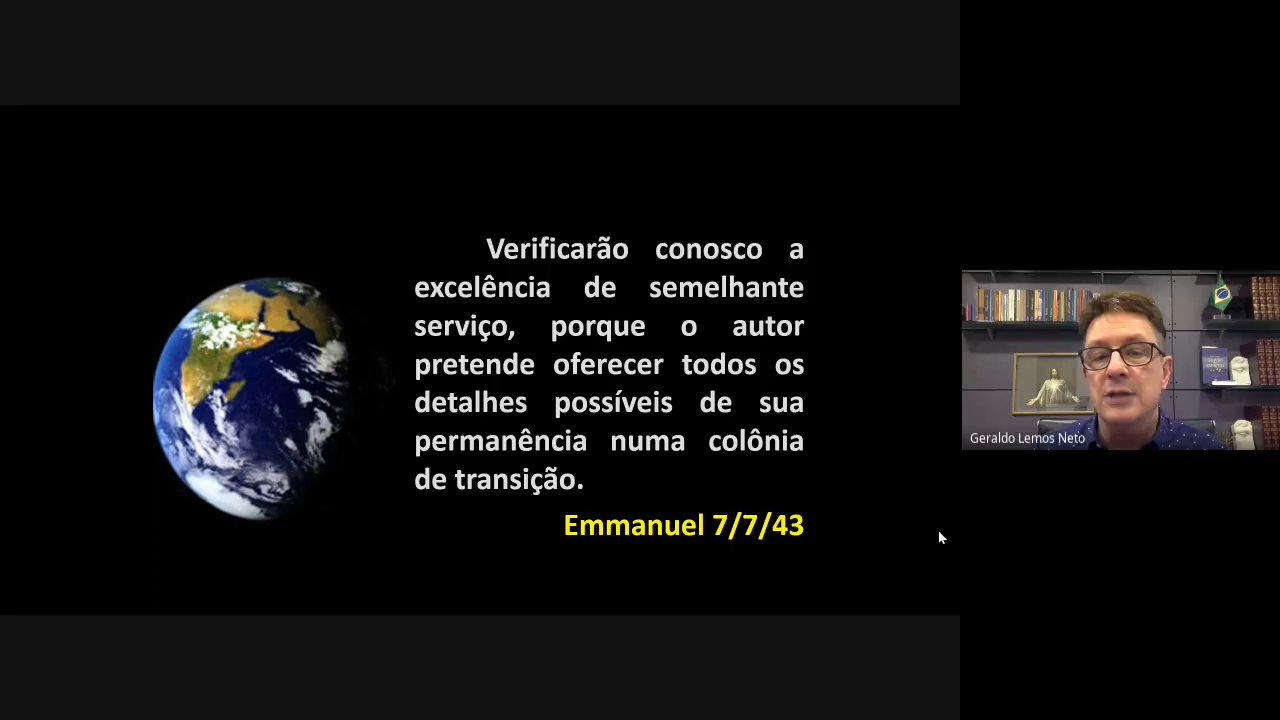 Verificarão conosco a
excelência de semelhante
serviço, porque o autor
pretende oferecer todos os
detalhes possíveis de sua
permanência numa colônia
de transição.
Emmanuel 7/7/43
Geraldo Lemos Neto